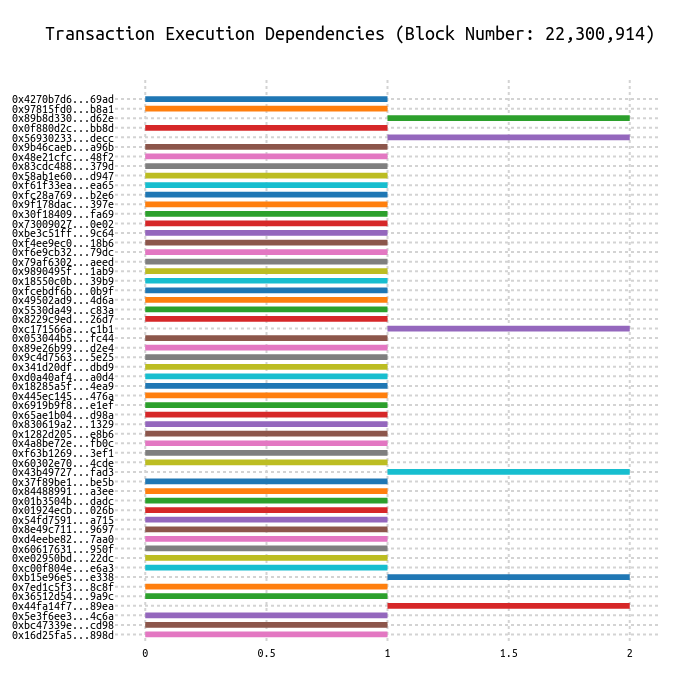 Transaction Execution Dependencies (Block Number: 22,300,914)
0x4270b7d6...69ad
0x97815fd0...b8a1
0x89b8d330...d62e
0x0f880d2c...bb8d
0x56930233...decc
0x9b46caeb...a96b
0x48e21cfc...48f2
0x83cdc488...379d
0x58ab1e60...d947
0xf61f33ea...ea65
0xfc28a769...b2e6
0x9f178dac...397e
0x30f18409...fa69
0x73009027...0e02
0xbe3c51ff...9c64
0xf4ee9ec0...18b6
0xf6e9cb32...79dc
0x79af6302...aeed
0x9890495f...1ab9
0x18550c0b...39b9
0xfcebdf6b...0b9f
0x49502ad9...4d6a
0x5530da49...c83a
0x8229c9ed...26d7
0xc171566a...c1b1
0x053044b5...fc44
0x89e26b99...d2e4
0x9c4d7563...5e25
0x341d20df...dbd9
0xd0a40af4...a0d4
0x18285a5f...4ea9
0x445ec145...476a
0x6919b9f8...e1ef
0x65ae1b04...d98a
0x830619a2...1329
0x1282d205...e8b6
0x4a8be72e...fb0c
0xf63b1269...3ef1
0x60302e70...4cde
0x43b49727...fad3
0x37f89be1...be5b
0x84488991...a3ee
0x01b3504b...dadc
0x01924ecb...026b
0x54fd7591...a715
0x8e49c711...9697
0xd4eebe82...7aa0
0x60617631...950f
0xe02950bd...22dc
0xc00f804e...e6a3
0xb15e96e5...e338
0x7ed1c5f3...8c8f
0x36512d54...9a9c
0x44fa14f7...89ea
0x5e3f6ee3...4c6a
0xbc47339e...cd98
0x16d25fa5...898d
0 0.5 1 1.5 2